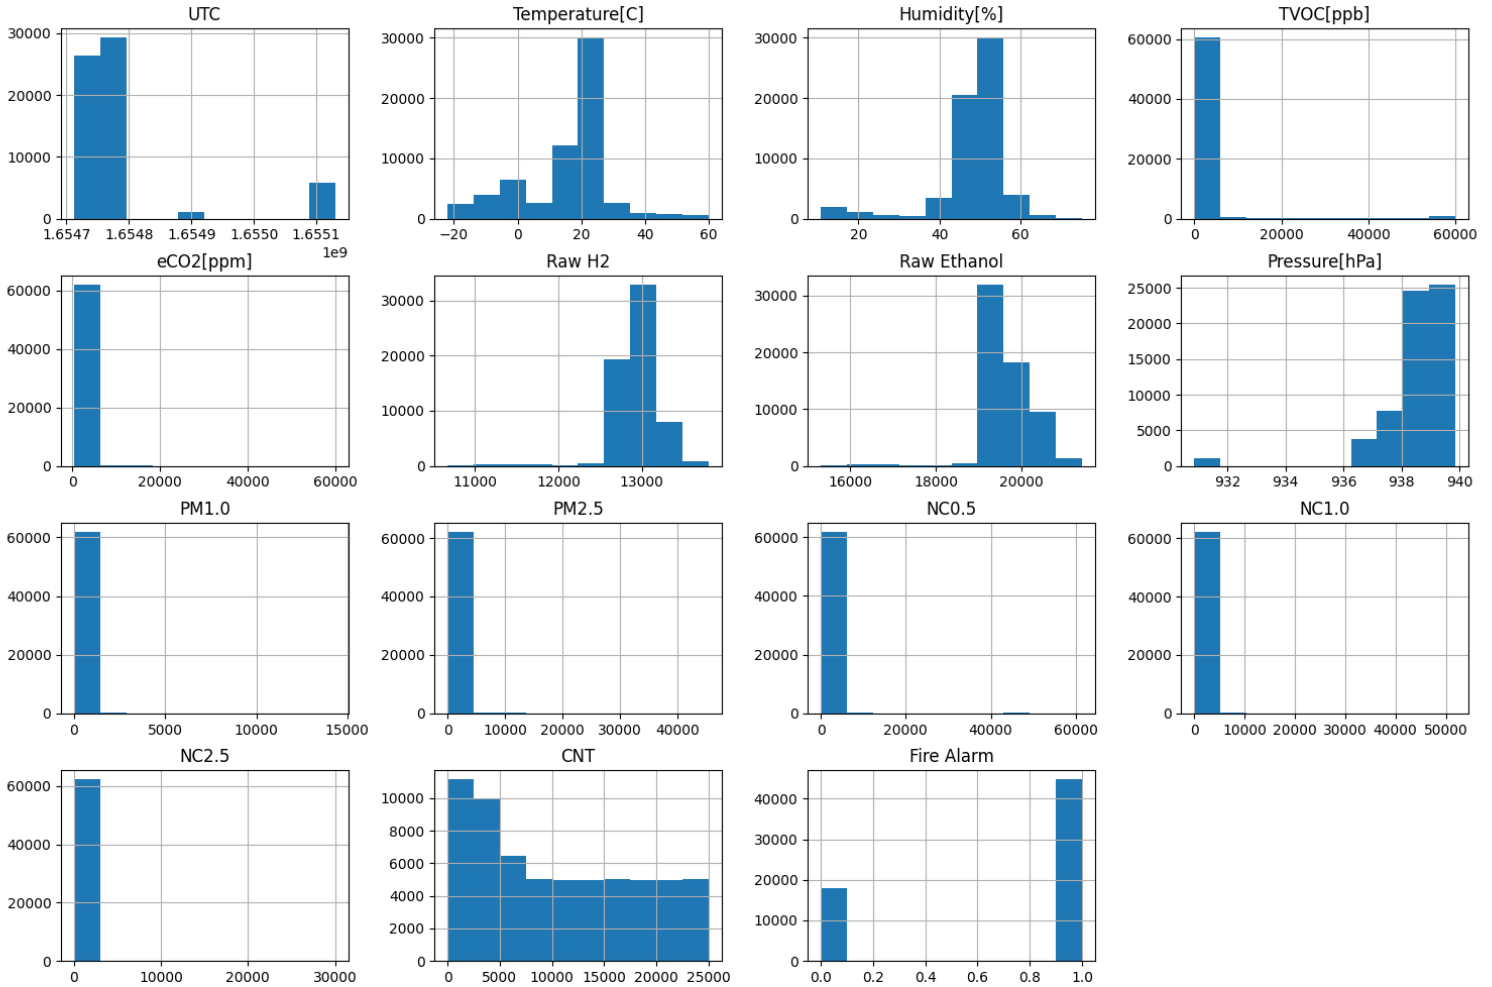 UTC
30000
20000
10000
0
1.6547 1.6548 1.6549 1.6550 1.6551
1e9
Temperature[C]
30000
20000
10000
0
−20 0 20 40 60
Humidity[%]
30000
20000
10000
0
20 40 60
TVOC[ppb]
60000
40000
20000
0
0 20000 40000 60000
eCO2[ppm]
60000
40000
20000
0
0 20000 40000 60000
Raw H2
30000
20000
10000
0
11000 12000 13000
Raw Ethanol
30000
20000
10000
0
16000 18000 20000
Pressure[hPa]
25000
20000
15000
10000
5000
0
932 934 936 938 940
PM1.0
60000
40000
20000
0
0 5000 10000 15000
PM2.5
60000
40000
20000
0
0 10000 20000 30000 40000
NC0.5
60000
40000
20000
0
0 20000 40000 60000
NC1.0
60000
40000
20000
0
0 10000 20000 30000 40000 50000
NC2.5
60000
40000
20000
0
0 10000 20000 30000
CNT
10000
8000
6000
4000
2000
0
0 5000 10000 15000 20000 25000
Fire Alarm
40000
30000
20000
10000
0
0.0 0.2 0.4 0.6 0.8 1.0